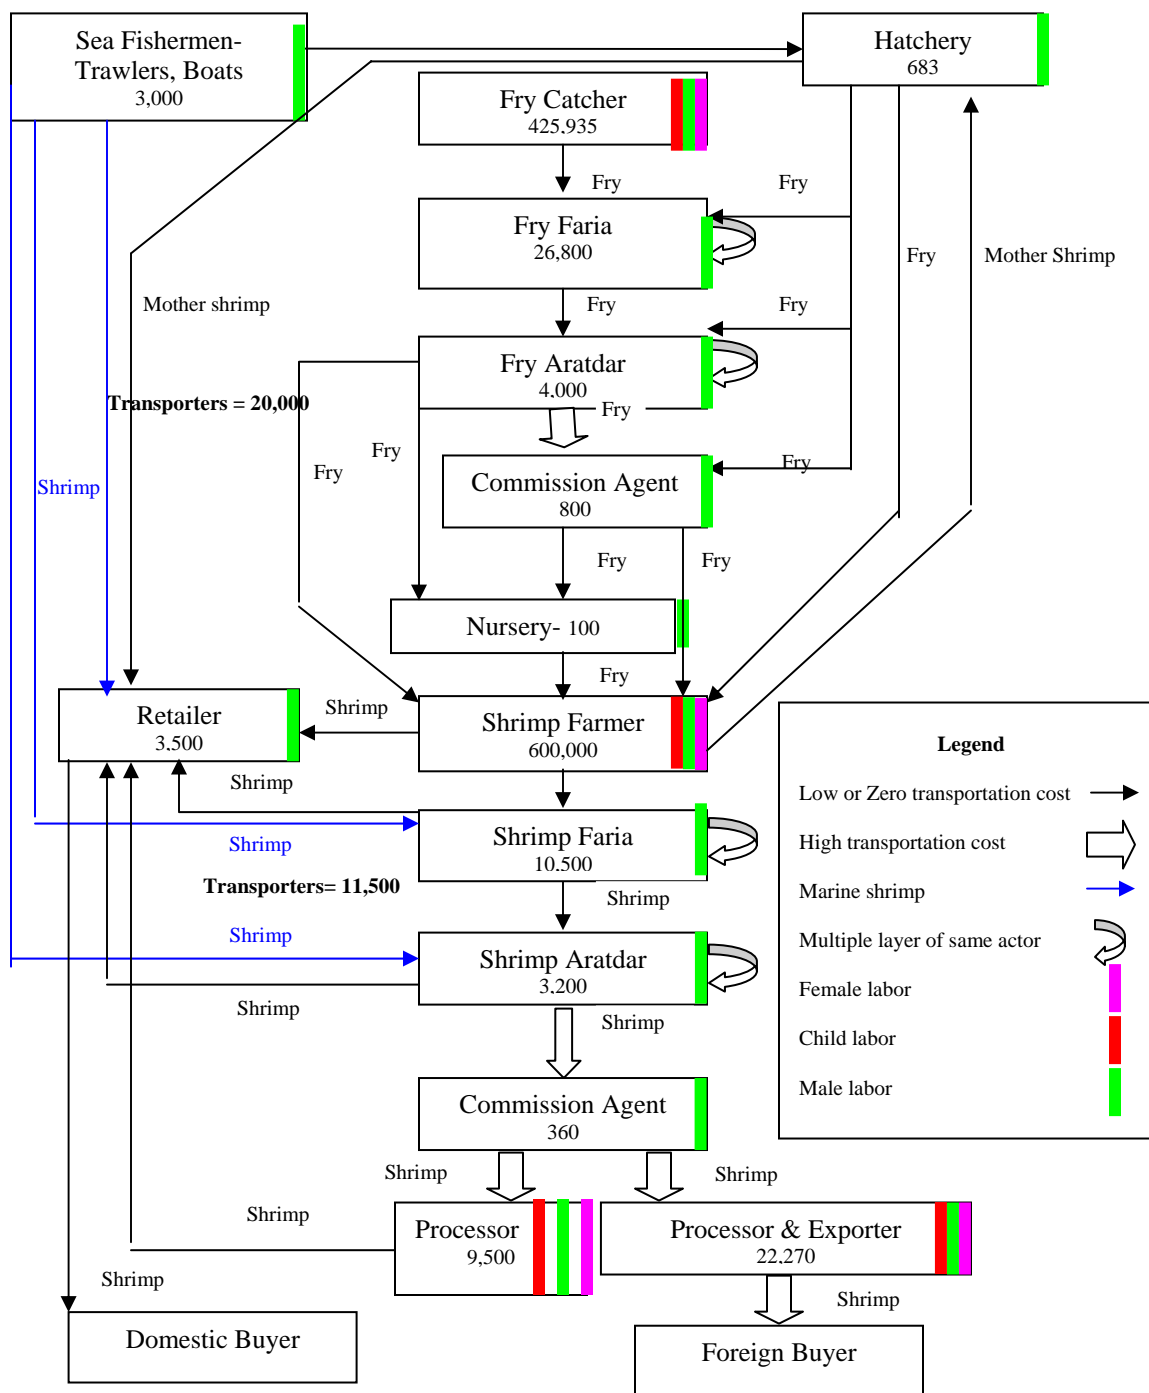 Sea Fishermen-
Trawlers, Boats
3,000
Hatchery
683
Fry Catcher
425,935
Fry
Fry
Fry Faria
26,800
Fry
Mother Shrimp
Mother shrimp
Fry
Fry
Fry Aratdar
4,000
Transporters = 20,000
Fry
Fry
Fry
Fry
Shrimp
Commission Agent
800
Fry
Fry
Nursery- 100
Fry
Retailer
3,500
Shrimp
Shrimp Farmer
600,000
Shrimp
Shrimp Faria
10,500
Shrimp
Transporters= 11,500
Shrimp
Shrimp
Shrimp Aratdar
3,200
Shrimp
Shrimp
Commission Agent
360
Shrimp
Shrimp
Shrimp
Processor
9,500
Processor & Exporter
22,270
Shrimp
Shrimp
Domestic Buyer
Foreign Buyer
Legend
Low or Zero transportation cost
High transportation cost
Marine shrimp
Multiple layer of same actor
Female labor
Child labor
Male labor